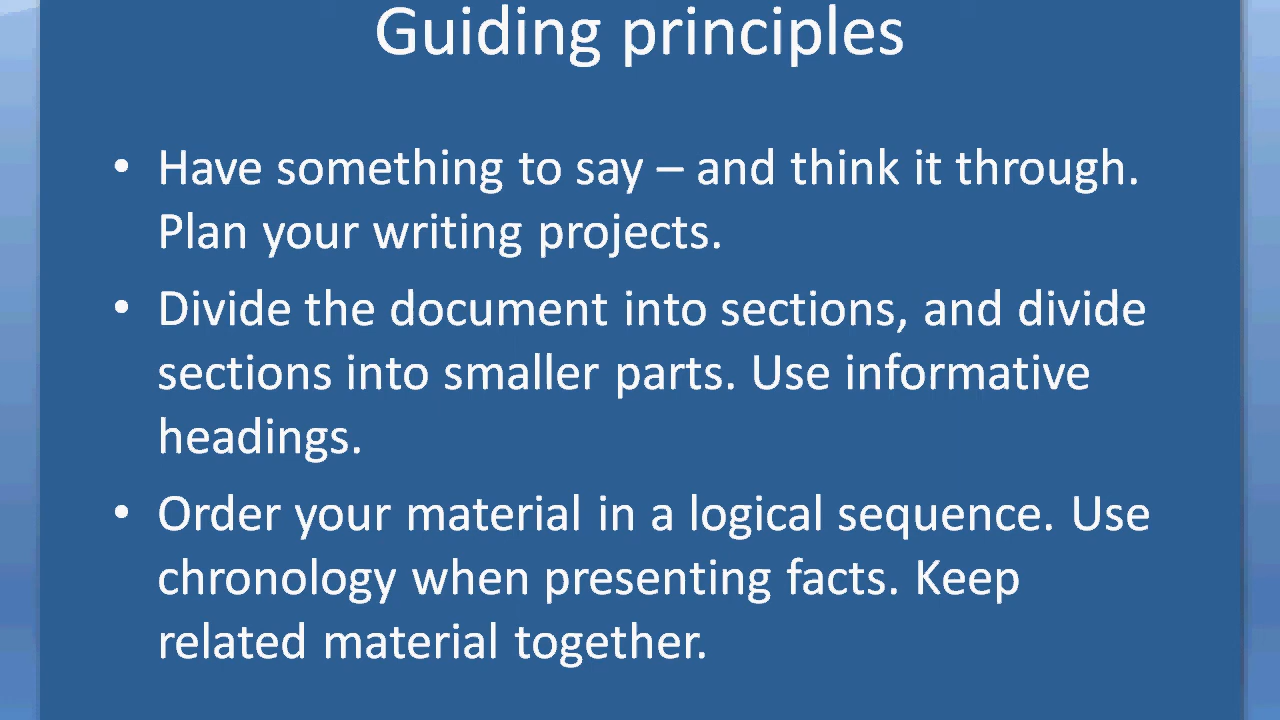 Guiding principles
• Have something to say – and think it through.
Plan your writing projects.
• Divide the document into sections, and divide
sections into smaller parts. Use informative
headings.
• Order your material in a logical sequence. Use
chronology when presenting facts. Keep
related material together.